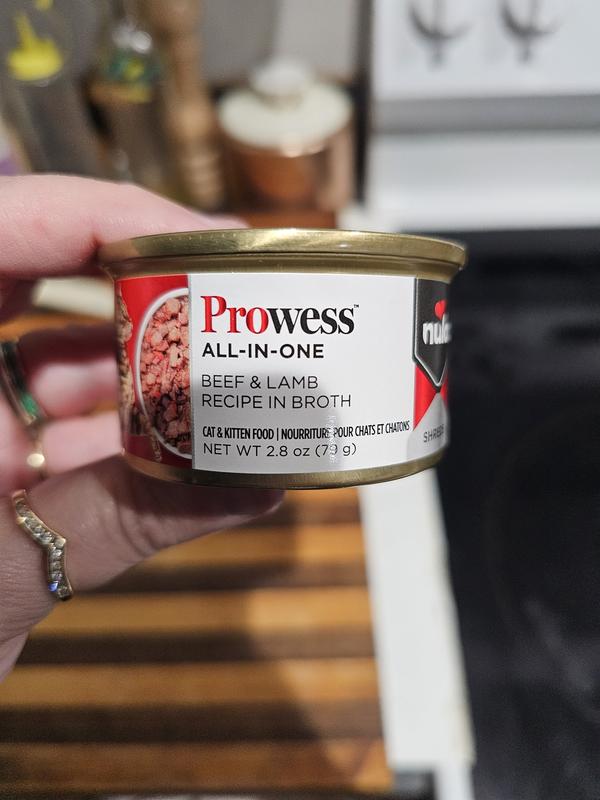 Prowess™
ALL-IN-ONE
BEEF & LAMB
RECIPE IN BROTH
CAT & KITTEN FOOD | NOURRITURE POUR CHATS ET CHATONS
NET WT 2.8 oz (79 g)